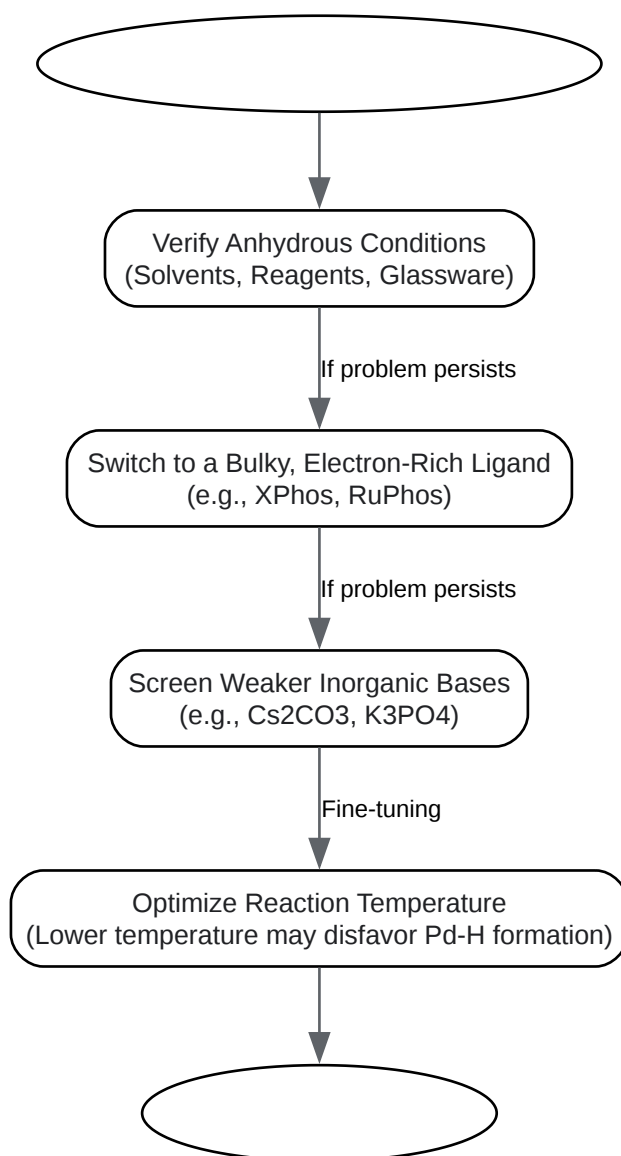 Verify Anhydrous Conditions
(Solvents, Reagents, Glassware)
If problem persists
Switch to a Bulky, Electron-Rich Ligand
(e.g., XPhos, RuPhos)
If problem persists
Screen Weaker Inorganic Bases
(e.g., Cs2CO3, K3PO4)
Fine-tuning
Optimize Reaction Temperature
(Lower temperature may disfavor Pd-H formation)